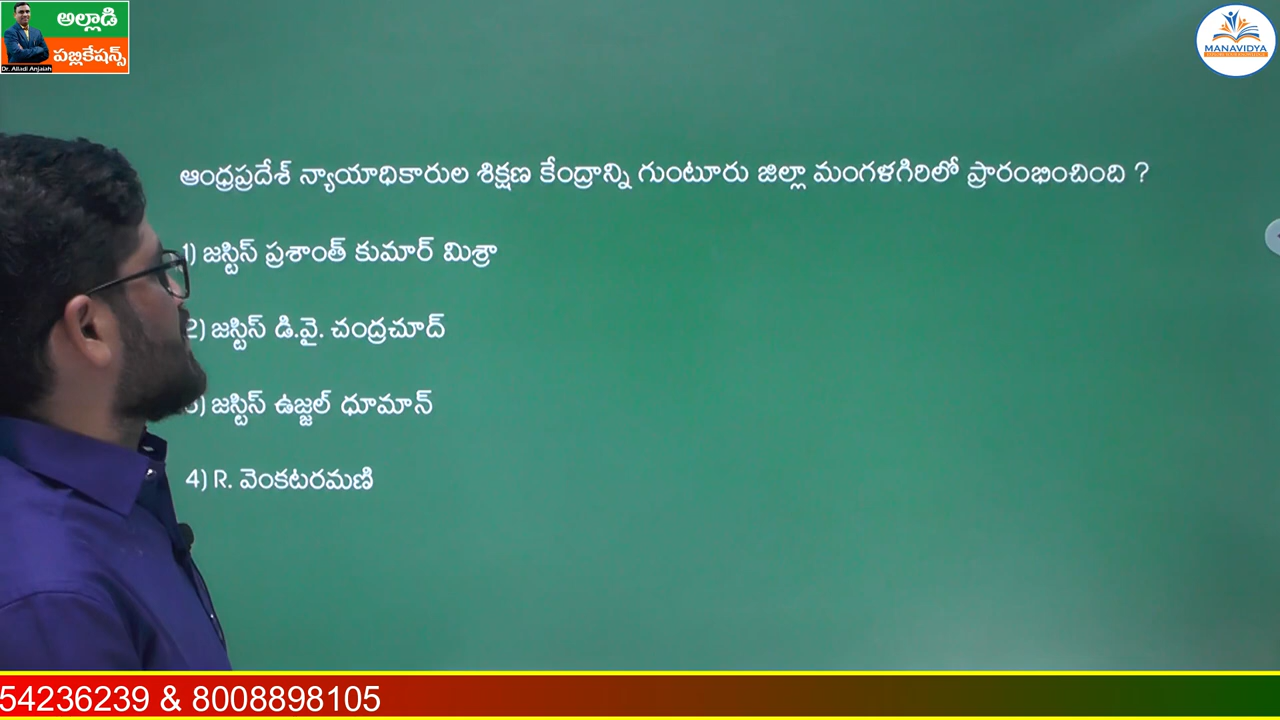 అల్లాడి
పబ్లికేషన్స్
Dr. Alladi Anjaiah
MANAVIDYA
ఆంధ్రప్రదేశ్ న్యాయాధికారుల శిక్షణ కేంద్రాన్ని గుంటూరు జిల్లా మంగళగిరిలో ప్రారంభించింది ?
1) జస్టిస్ ప్రశాంత్ కుమార్ మిశ్రా
2) జస్టిస్ డి.వై. చంద్రచూద్
) జస్టిస్ ఉజ్జల్ ధూమాన్
4) R. వెంకటరమణి
54236239 & 8008898105